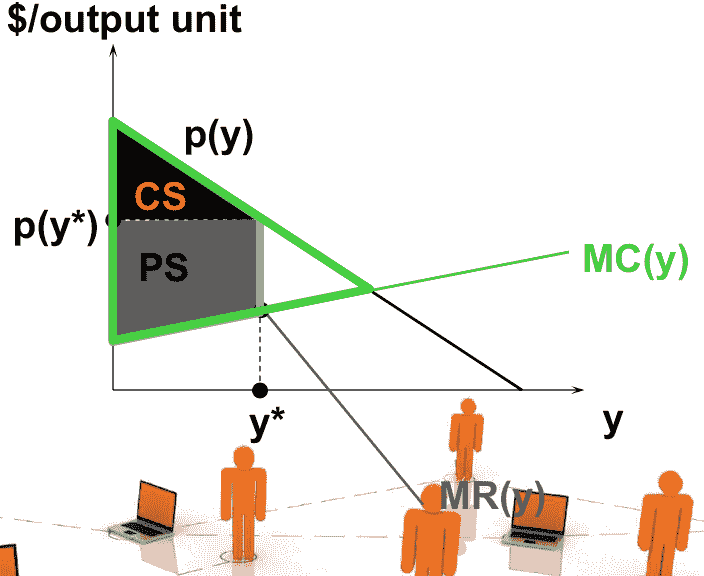 $/output unit
p(y)
CS
p(y*)
PS
MC(y)
y*
y
MR(y)